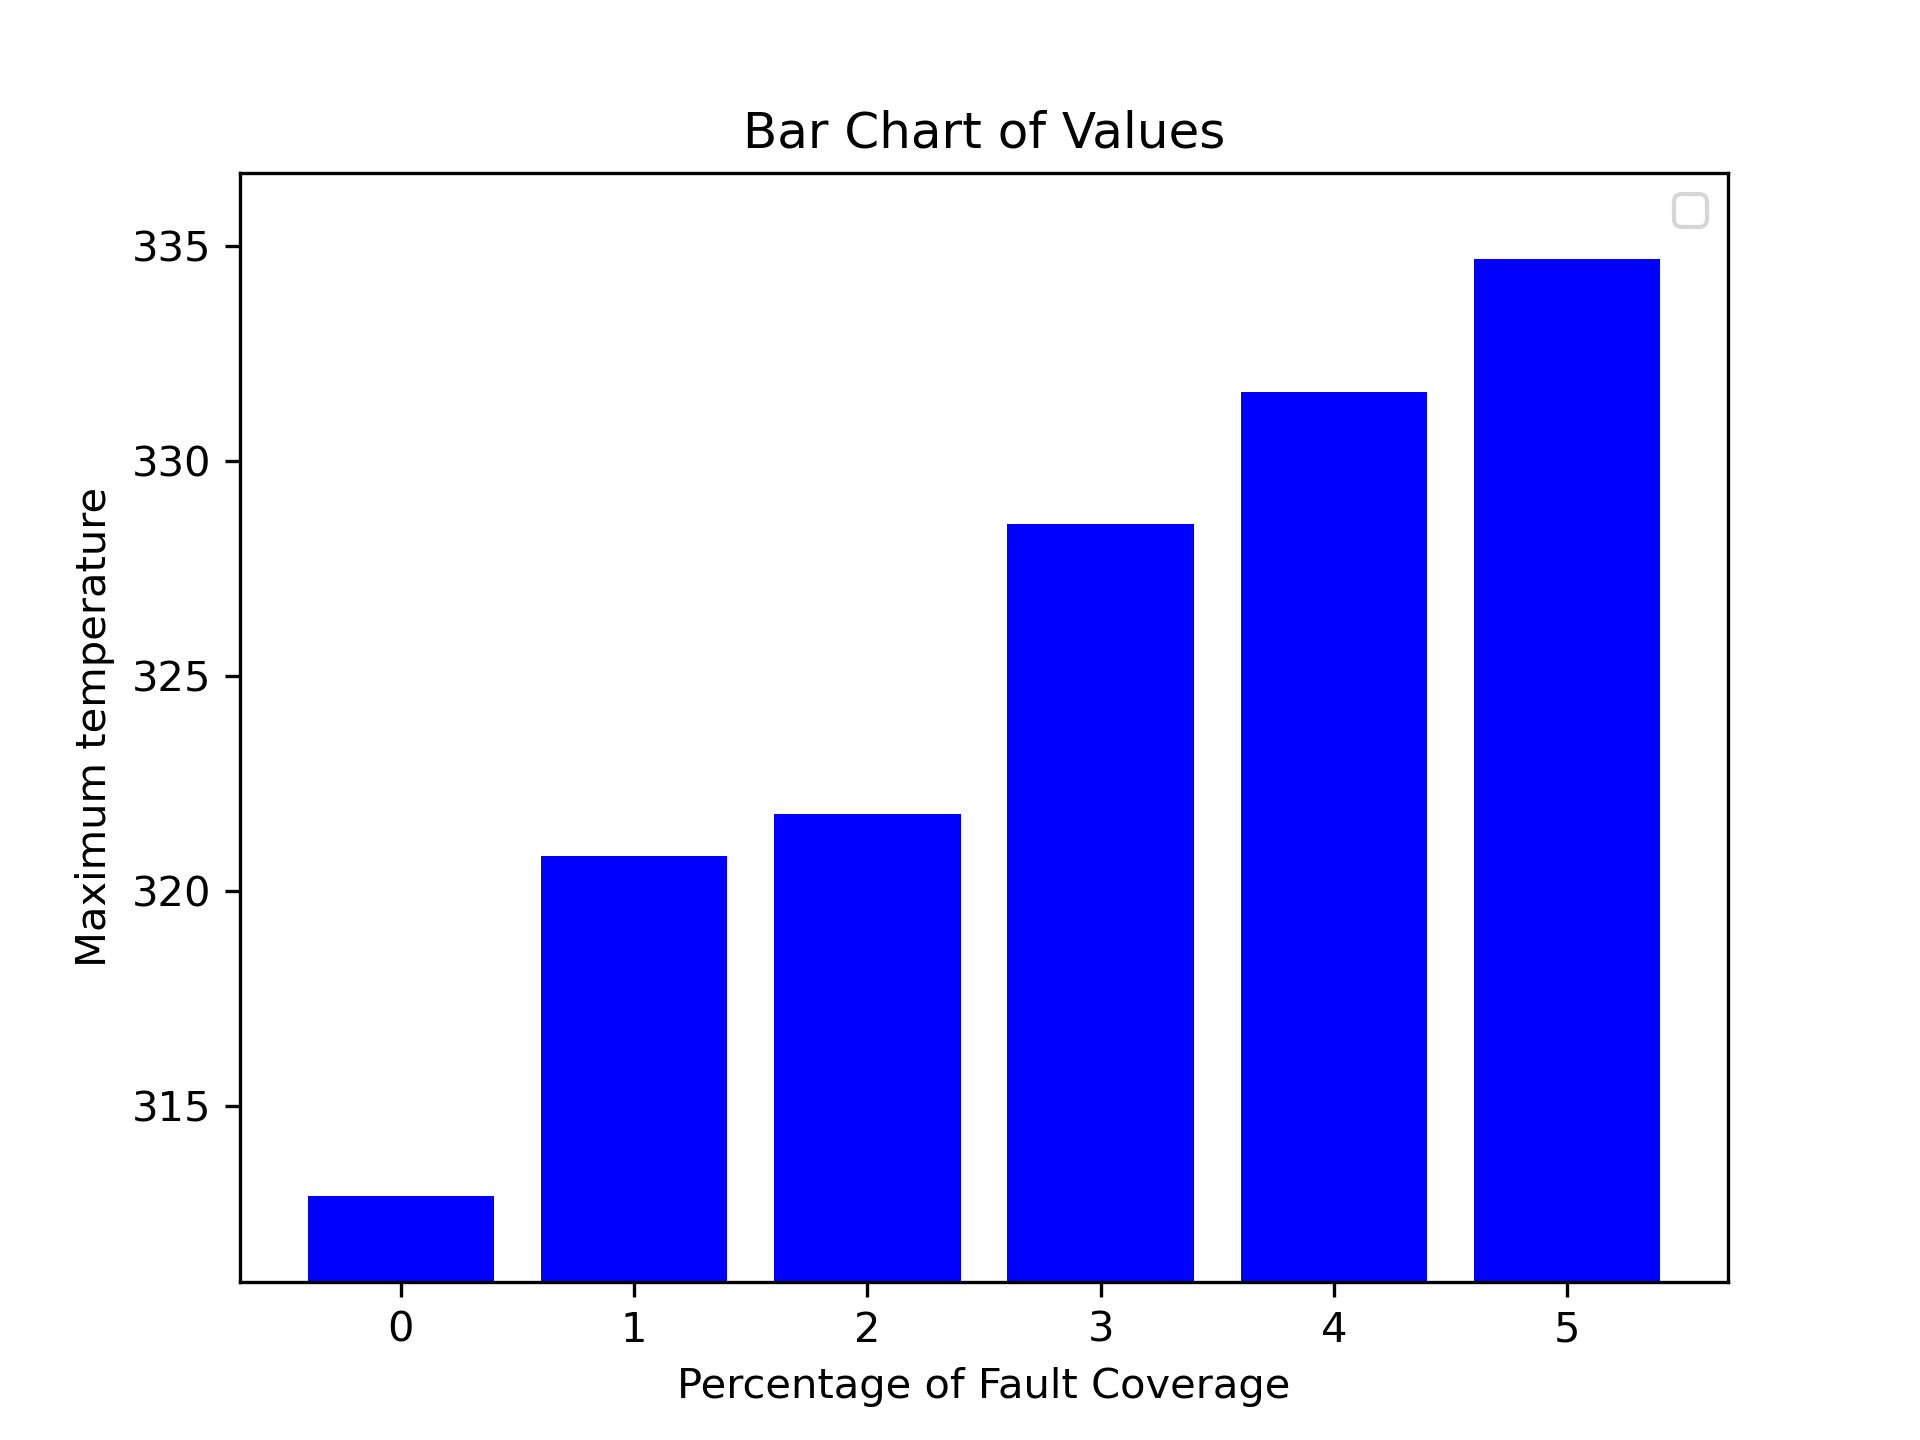 Bar Chart of Values
335
330
325
320
315
Maximum temperature
0 1 2 3 4 5
Percentage of Fault Coverage